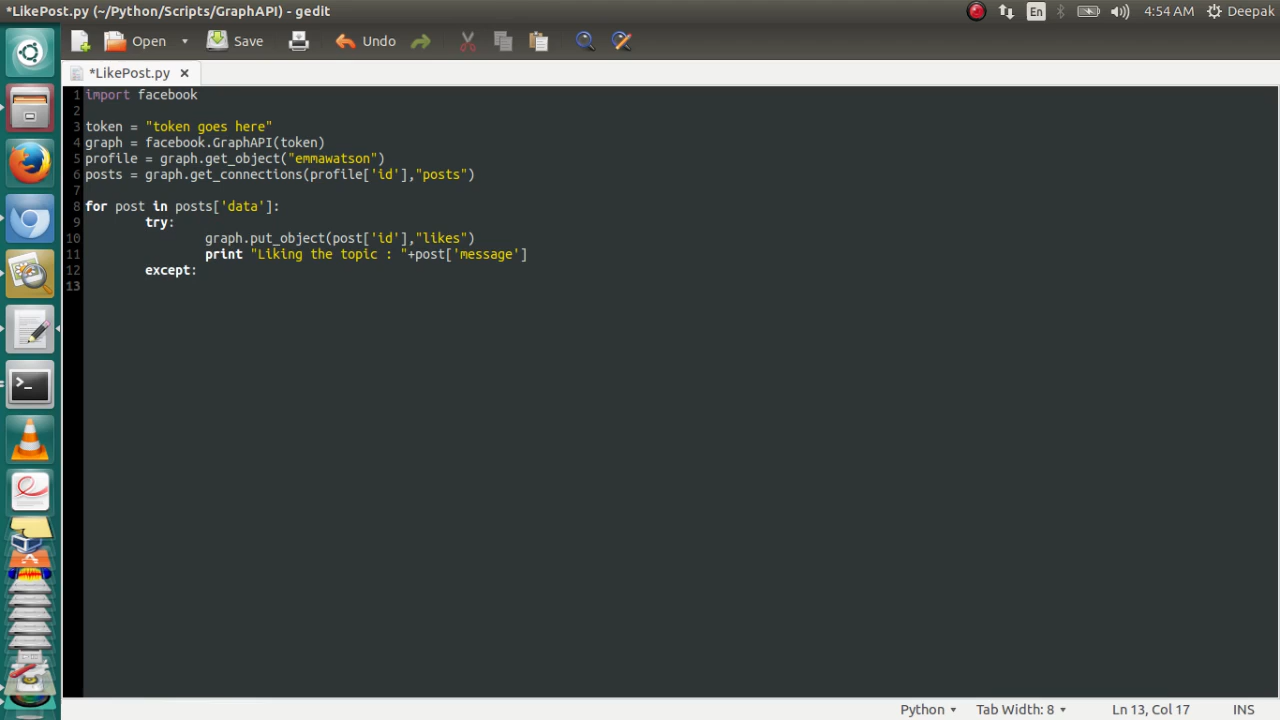 *LikePost.py (~/Python/Scripts/GraphAPI) - gedit
En
4:54 AM
Deepak
Open
Save
Undo
*LikePost.py ×
1 import facebook
2
3 token = "token goes here"
4 graph = facebook.GraphAPI(token)
5 profile = graph.get_object("emmawatson")
6 posts = graph.get_connections(profile['id'],"posts")
7
8 for post in posts['data']:
9         try:
10                 graph.put_object(post['id'],"likes")
11                 print "Liking the topic : "+post['message']
12         except:
13
Python
Tab Width: 8
Ln 13, Col 17
INS